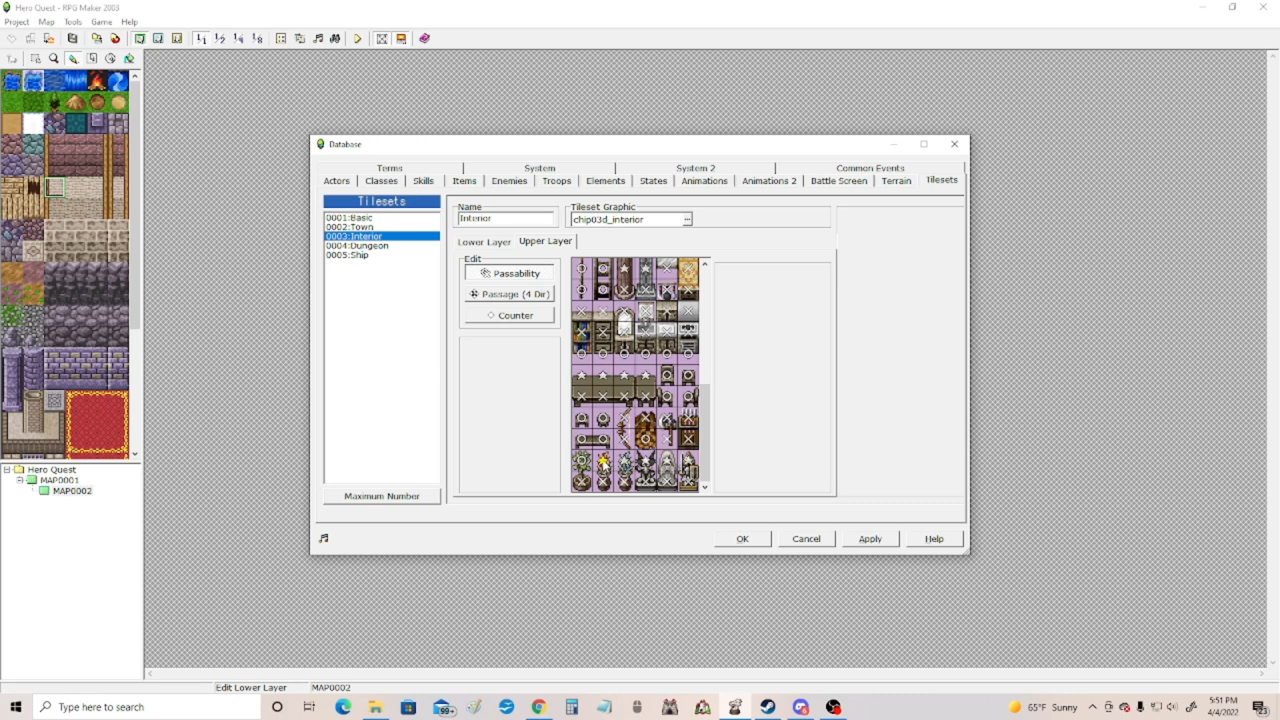 Hero Quest - RPG Maker 2003
Project Map Tools Game Help
Database
Terms System System 2 Common Events
Actors Classes Skills Items Enemies Troops Elements States Animations Animations 2 Battle Screen Terrain Tilesets
Tilesets
0001:Basic
0002:Town
0003:Interior
0004:Dungeon
0005:Ship
Maximum Number
Name
Interior
Tileset Graphic
chip03d_interior
Lower Layer Upper Layer
Edit
Passability
Passage (4 Dir)
Counter
OK Cancel Apply Help
Hero Quest
MAP0001
MAP0002
Edit Lower Layer MAP0002
Type here to search
99+
65°F Sunny
5:51 PM
4/4/2022
23